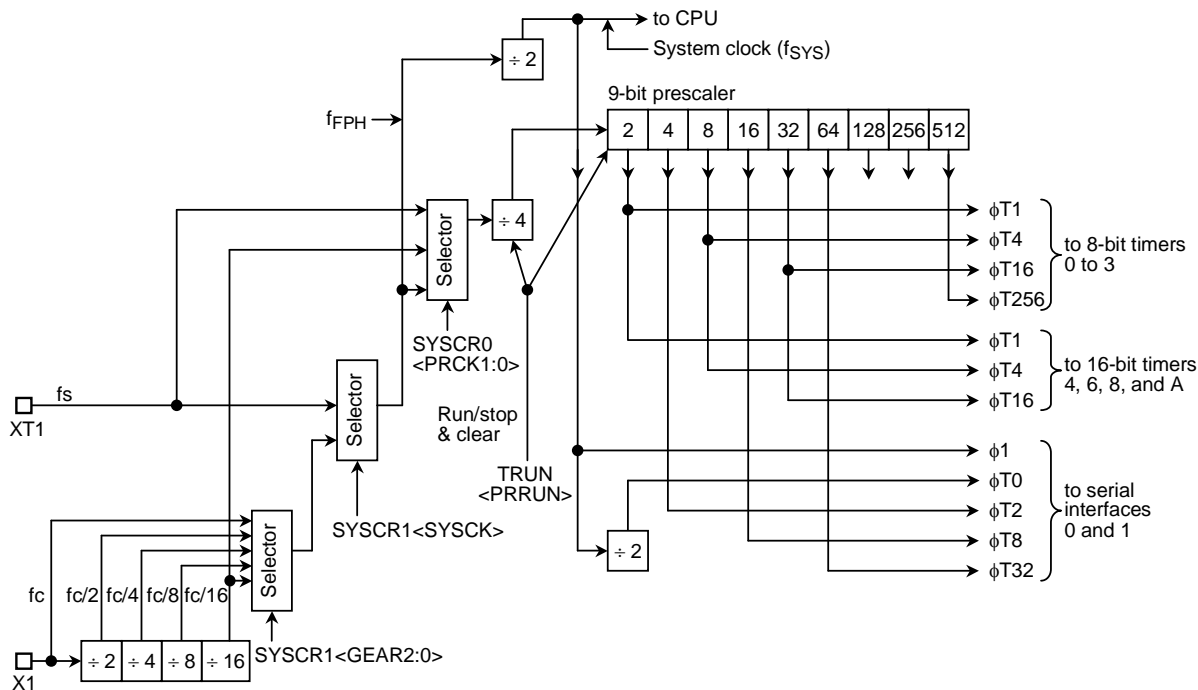 to CPU
÷ 2
System clock (fSYS)
9-bit prescaler
fFPH
2 4 8 16 32 64 128 256 512
Selector
÷ 4
ϕT1
ϕT4
ϕT16
ϕT256
to 8-bit timers
0 to 3
SYSCR0
<PRCK1:0>
ϕT1
ϕT4
ϕT16
to 16-bit timers
4, 6, 8, and A
fs
XT1
Selector
Run/stop
& clear
TRUN
<PRRUN>
SYSCR1<SYSCK>
ϕ1
ϕT0
ϕT2
ϕT8
ϕT32
to serial
interfaces
0 and 1
÷ 2
Selector
fc fc/2 fc/4 fc/8 fc/16
SYSCR1<GEAR2:0>
÷ 2 ÷ 4 ÷ 8 ÷ 16
X1